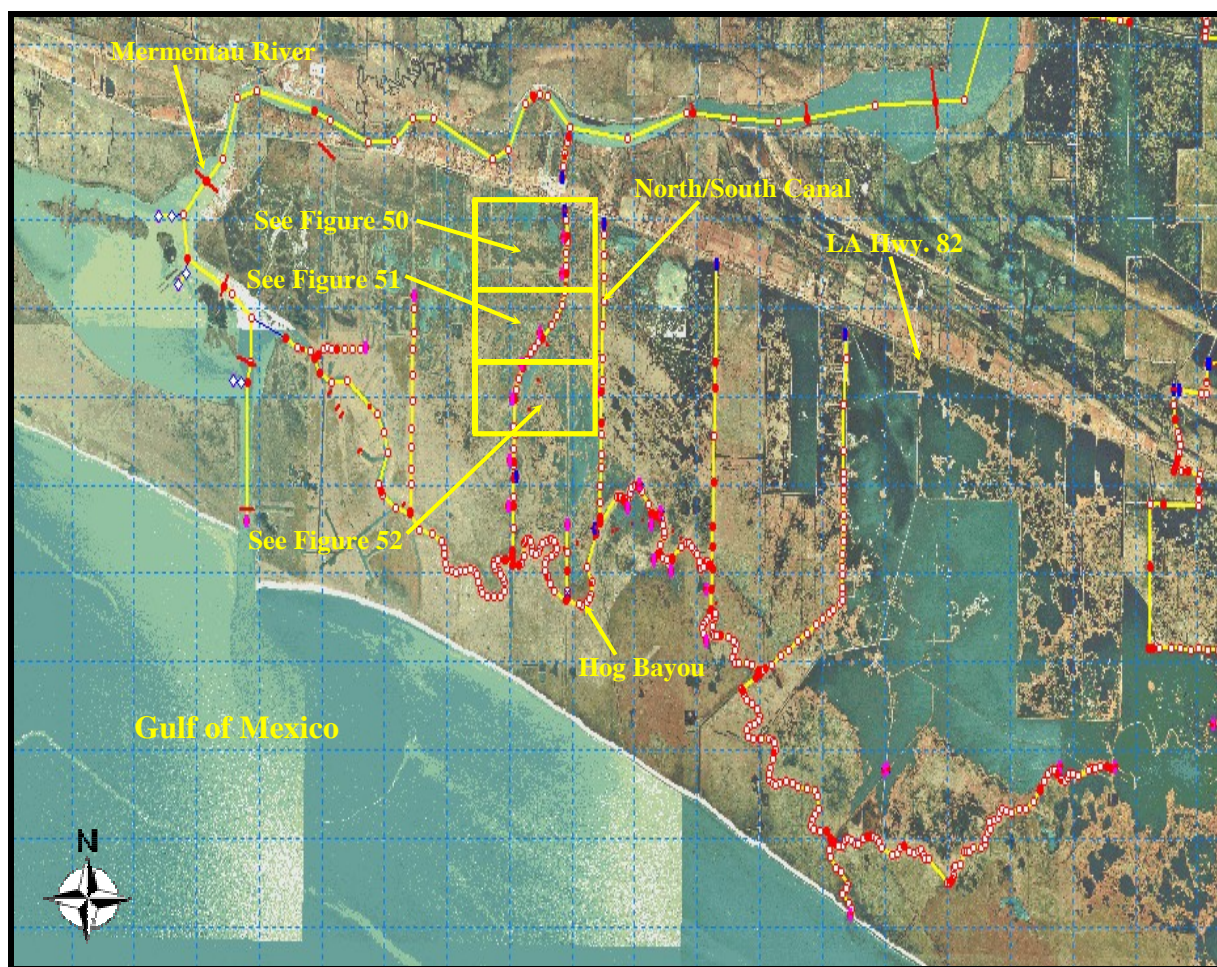 Mermentau River
North/South Canal
See Figure 50
LA Hwy. 82
See Figure 51
See Figure 52
Hog Bayou
Gulf of Mexico
N